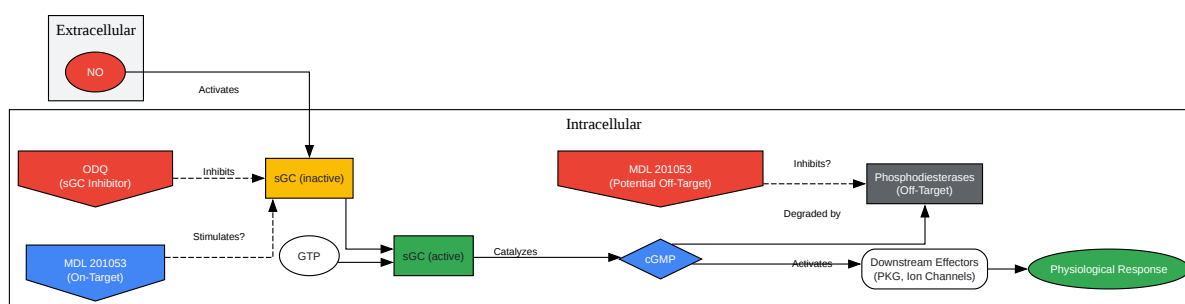 Extracellular
NO
Activates
Intracellular
ODQ
(sGC Inhibitor)
Inhibits
sGC (inactive)
MDL 201053
(Potential Off-Target)
Inhibits?
Phosphodiesterases
(Off-Target)
Degraded by
Stimulates?
MDL 201053
(On-Target)
GTP
sGC (active)
Catalyzes
cGMP
Activates
Downstream Effectors
(PKG, Ion Channels)
Physiological Response